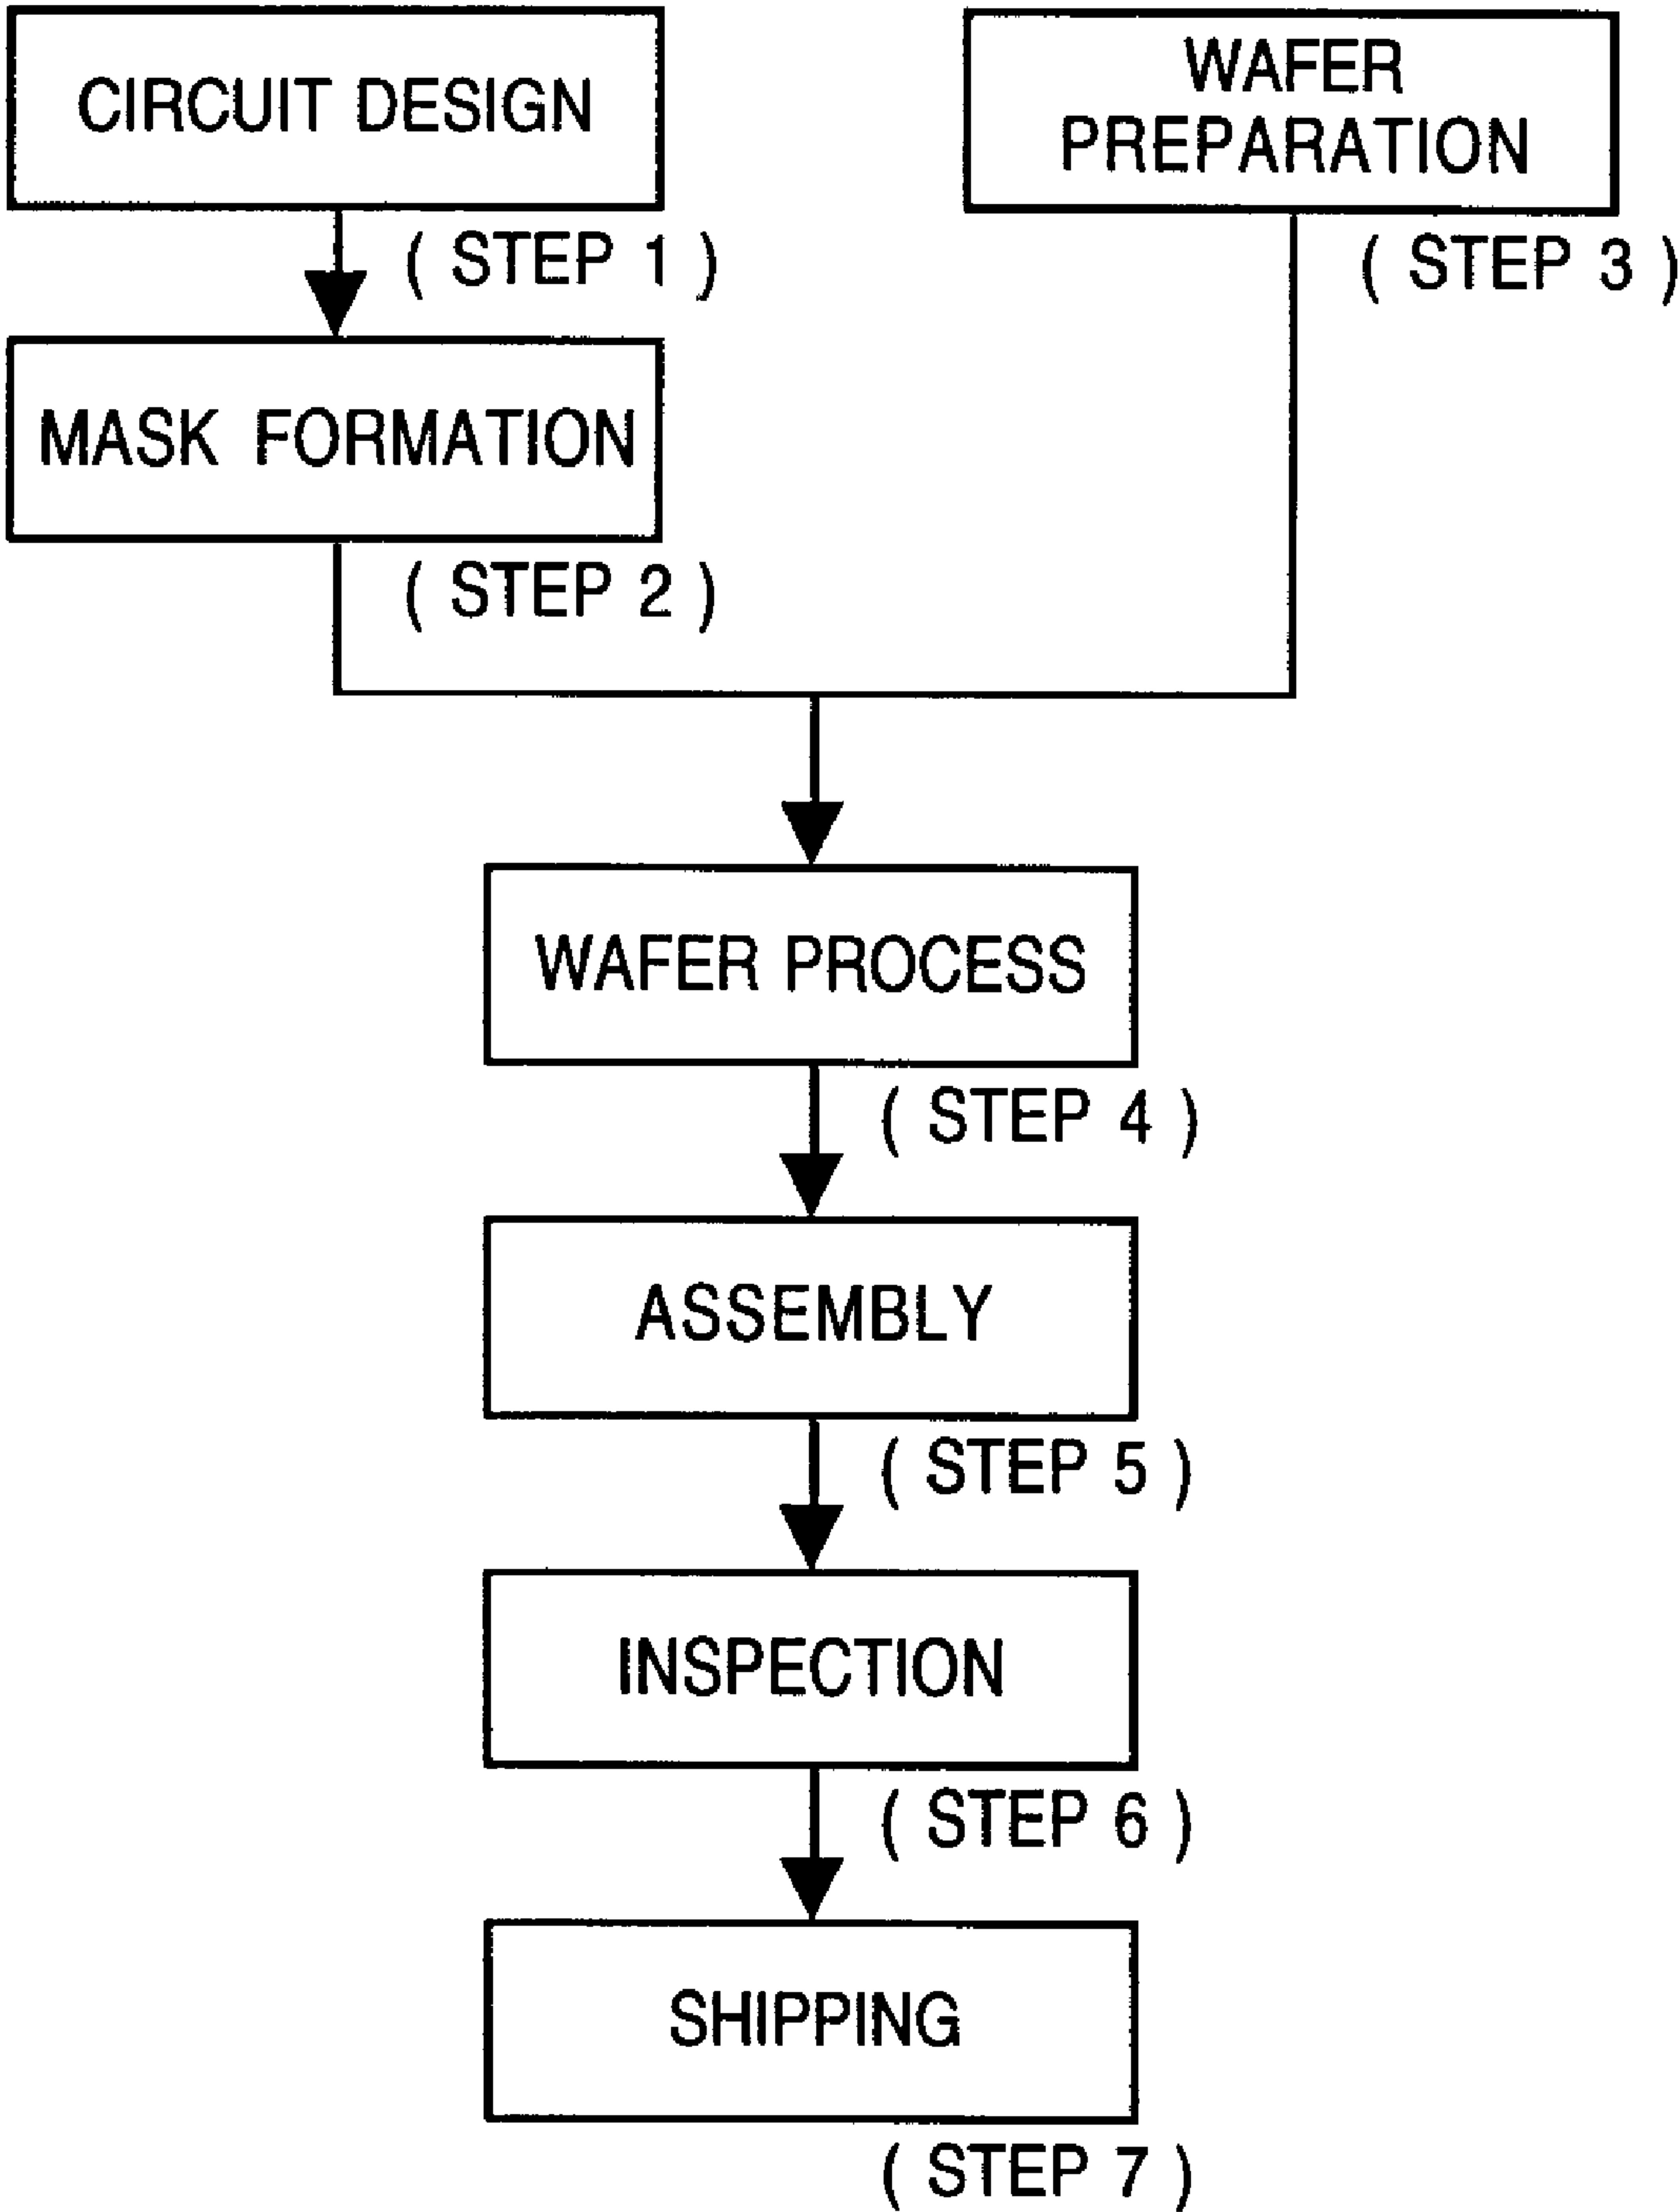 CIRCUIT DESIGN
( STEP 1 )
WAFER
PREPARATION
( STEP 3 )
MASK FORMATION
( STEP 2 )
WAFER PROCESS
( STEP 4 )
ASSEMBLY
( STEP 5 )
INSPECTION
( STEP 6 )
SHIPPING
( STEP 7 )